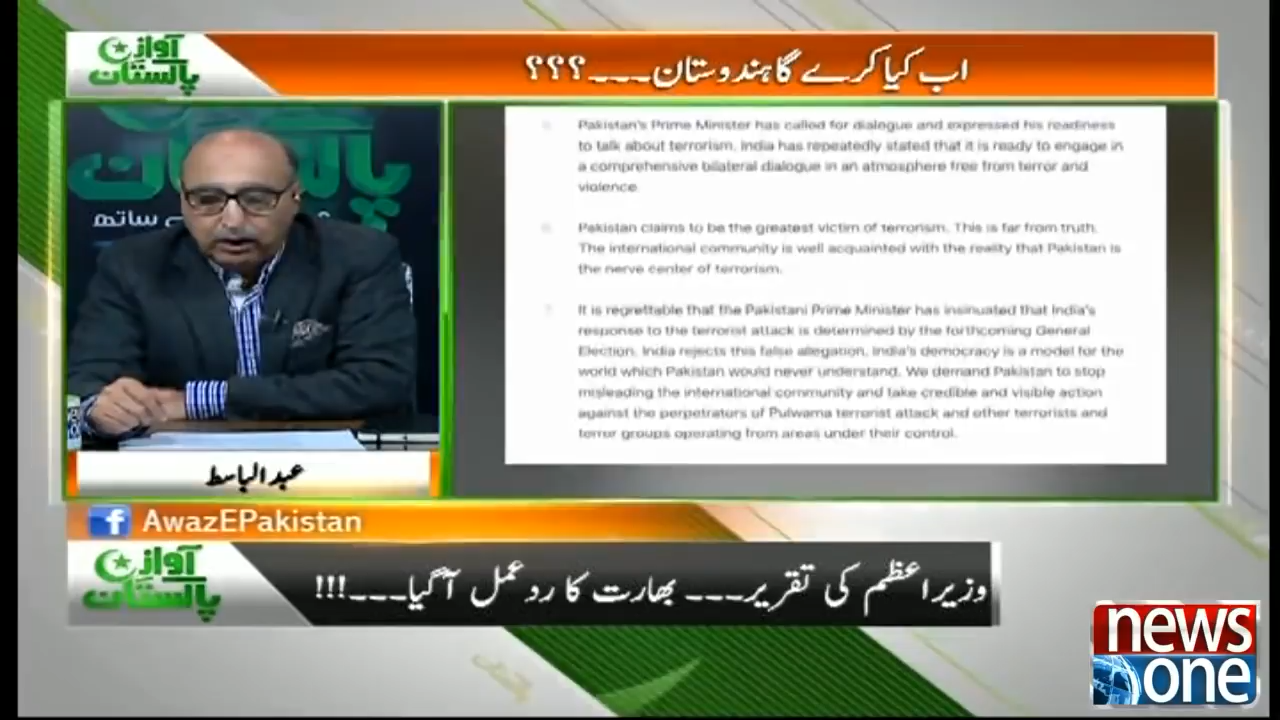 آواز
پاکستان
اب کیا کرے گا ہندوستان۔۔۔؟؟؟
پاکستان
کے ساتھ
عبدالباسط
Pakistan's Prime Minister has called for dialogue and expressed his readiness
to talk about terrorism. India has repeatedly stated that it is ready to engage in
a comprehensive bilateral dialogue in an atmosphere free from terror and
violence.
Pakistan claims to be the greatest victim of terrorism. This is far from truth.
The international community is well acquainted with the reality that Pakistan is
the nerve center of terrorism.
It is regrettable that the Pakistani Prime Minister has insinuated that India's
response to the terrorist attack is determined by the forthcoming General
Election. India rejects this false allegation. India's democracy is a model for the
world which Pakistan would never understand. We demand Pakistan to stop
misleading the international community and take credible and visible action
against the perpetrators of Pulwama terrorist attack and other terrorists and
terror groups operating from areas under their control.
AwazEPakistan
آواز
پاکستان
وزیراعظم کی تقریر۔۔۔ بھارت کا ردعمل آگیا۔۔۔!!!
news
one